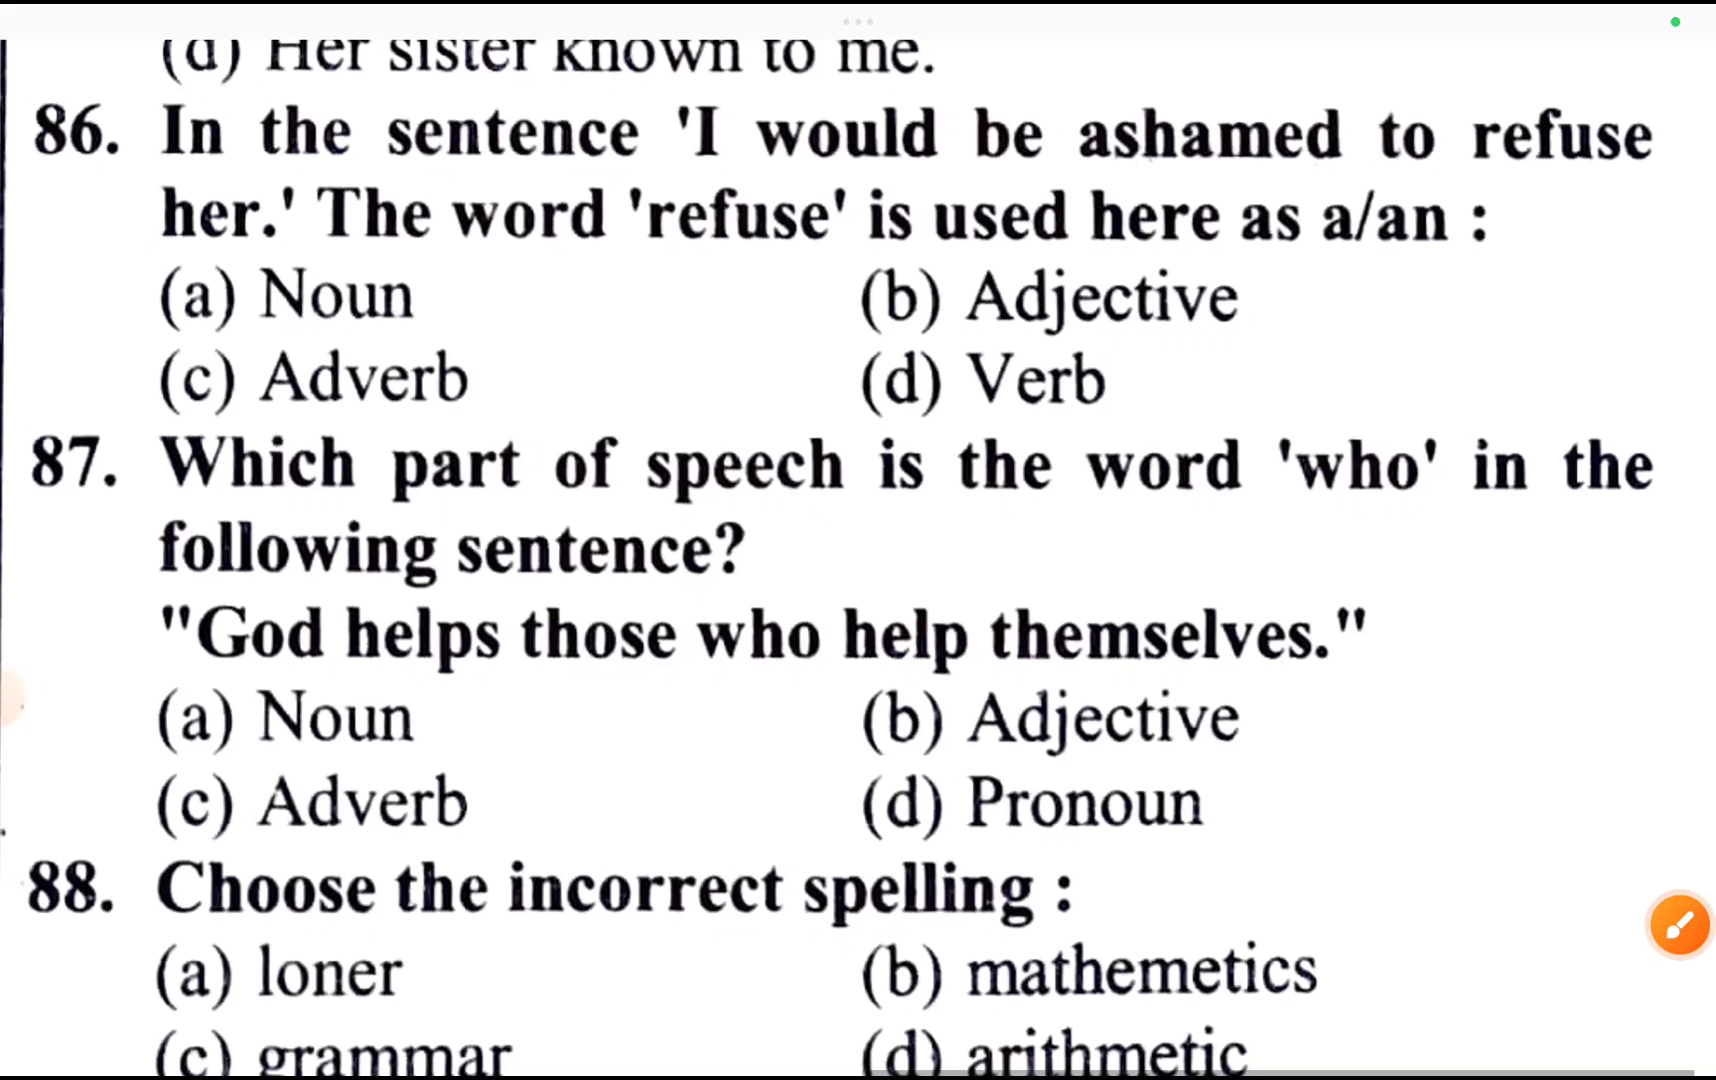 (d) Her sister known to me.
86. In the sentence 'I would be ashamed to refuse
her.' The word 'refuse' is used here as a/an :
(a) Noun (b) Adjective
(c) Adverb (d) Verb
87. Which part of speech is the word 'who' in the
following sentence?
"God helps those who help themselves."
(a) Noun (b) Adjective
(c) Adverb (d) Pronoun
88. Choose the incorrect spelling :
(a) loner (b) mathemetics
(c) grammar (d) arithmetic